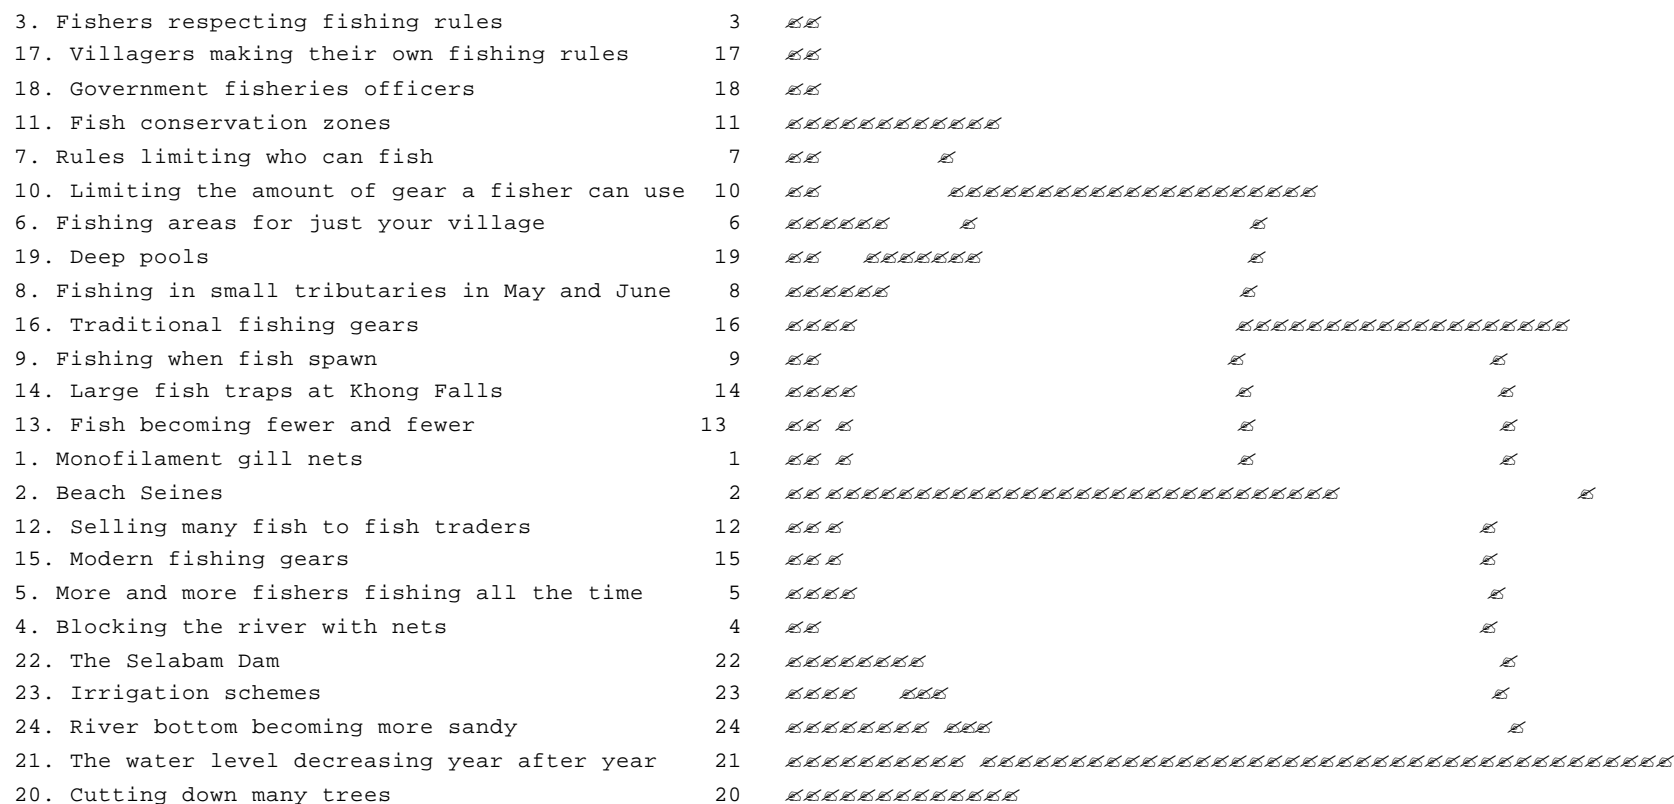 3. Fishers respecting fishing rules 3
17. Villagers making their own fishing rules 17
18. Government fisheries officers 18
11. Fish conservation zones 11
7. Rules limiting who can fish 7
10. Limiting the amount of gear a fisher can use 10
6. Fishing areas for just your village 6
19. Deep pools 19
8. Fishing in small tributaries in May and June 8
16. Traditional fishing gears 16
9. Fishing when fish spawn 9
14. Large fish traps at Khong Falls 14
13. Fish becoming fewer and fewer 13
1. Monofilament gill nets 1
2. Beach Seines 2
12. Selling many fish to fish traders 12
15. Modern fishing gears 15
5. More and more fishers fishing all the time 5
4. Blocking the river with nets 4
22. The Selabam Dam 22
23. Irrigation schemes 23
24. River bottom becoming more sandy 24
21. The water level decreasing year after year 21
20. Cutting down many trees 20